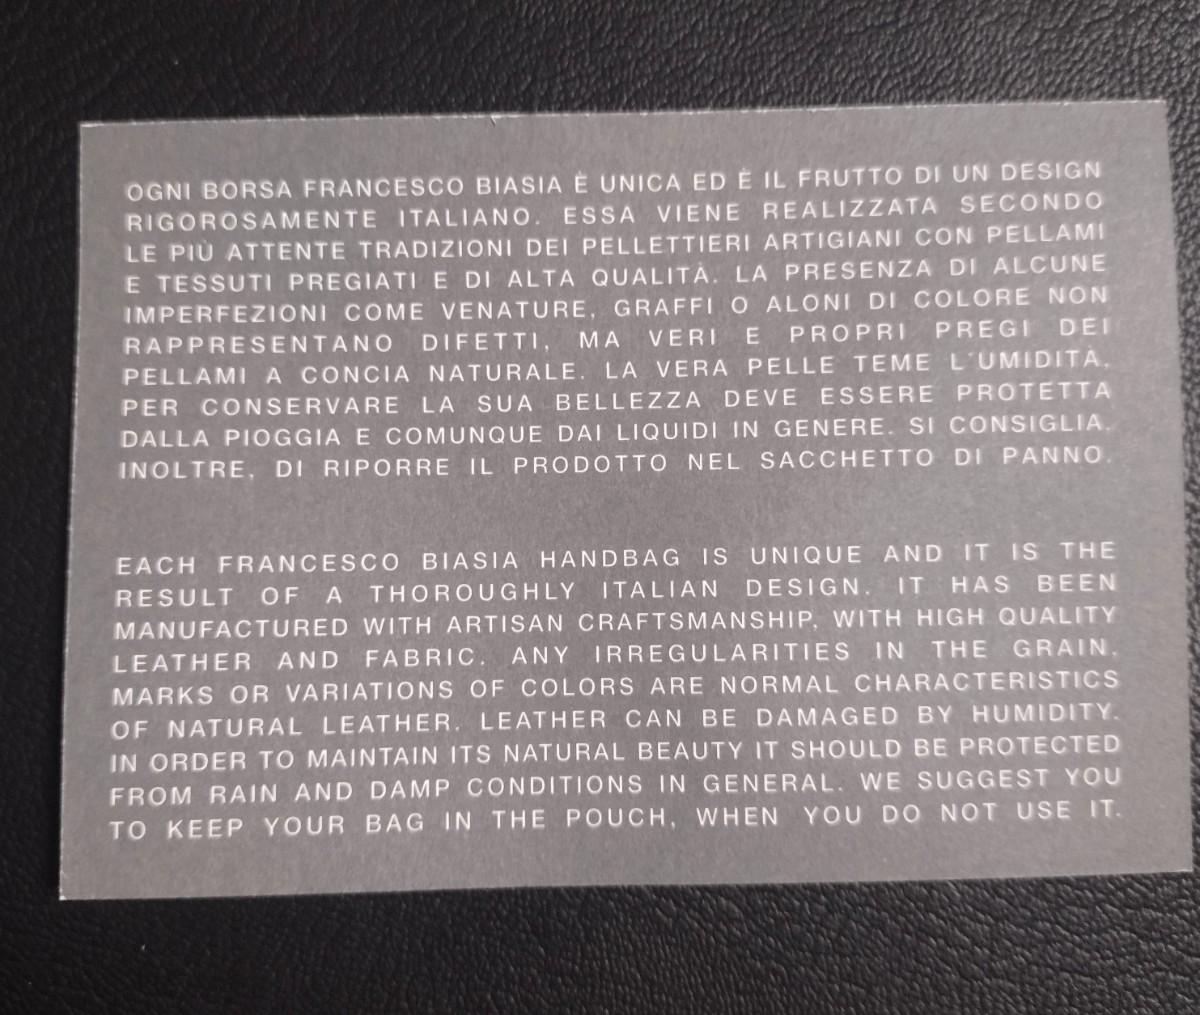 OGNI BORSA FRANCESCO BIASIA È UNICA ED È IL FRUTTO DI UN DESIGN
RIGOROSAMENTE ITALIANO. ESSA VIENE REALIZZATA SECONDO
LE PIÙ ATTENTE TRADIZIONI DEI PELLETTIERI ARTIGIANI CON PELLAMI
E TESSUTI PREGIATI E DI ALTA QUALITÀ. LA PRESENZA DI ALCUNE
IMPERFEZIONI COME VENATURE, GRAFFI O ALONI DI COLORE NON
RAPPRESENTANO DIFETTI, MA VERI E PROPRI PREGI DEI
PELLAMI A CONCIA NATURALE. LA VERA PELLE TEME L'UMIDITÀ,
PER CONSERVARE LA SUA BELLEZZA DEVE ESSERE PROTETTA
DALLA PIOGGIA E COMUNQUE DAI LIQUIDI IN GENERE. SI CONSIGLIA,
INOLTRE, DI RIPORRE IL PRODOTTO NEL SACCHETTO DI PANNO.
EACH FRANCESCO BIASIA HANDBAG IS UNIQUE AND IT IS THE
RESULT OF A THOROUGHLY ITALIAN DESIGN. IT HAS BEEN
MANUFACTURED WITH ARTISAN CRAFTSMANSHIP, WITH HIGH QUALITY
LEATHER AND FABRIC. ANY IRREGULARITIES IN THE GRAIN,
MARKS OR VARIATIONS OF COLORS ARE NORMAL CHARACTERISTICS
OF NATURAL LEATHER. LEATHER CAN BE DAMAGED BY HUMIDITY.
IN ORDER TO MAINTAIN ITS NATURAL BEAUTY IT SHOULD BE PROTECTED
FROM RAIN AND DAMP CONDITIONS IN GENERAL. WE SUGGEST YOU
TO KEEP YOUR BAG IN THE POUCH, WHEN YOU DO NOT USE IT.